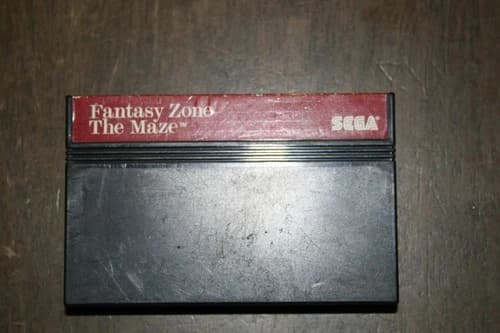 Fantasy Zone
The Maze™
SEGA®